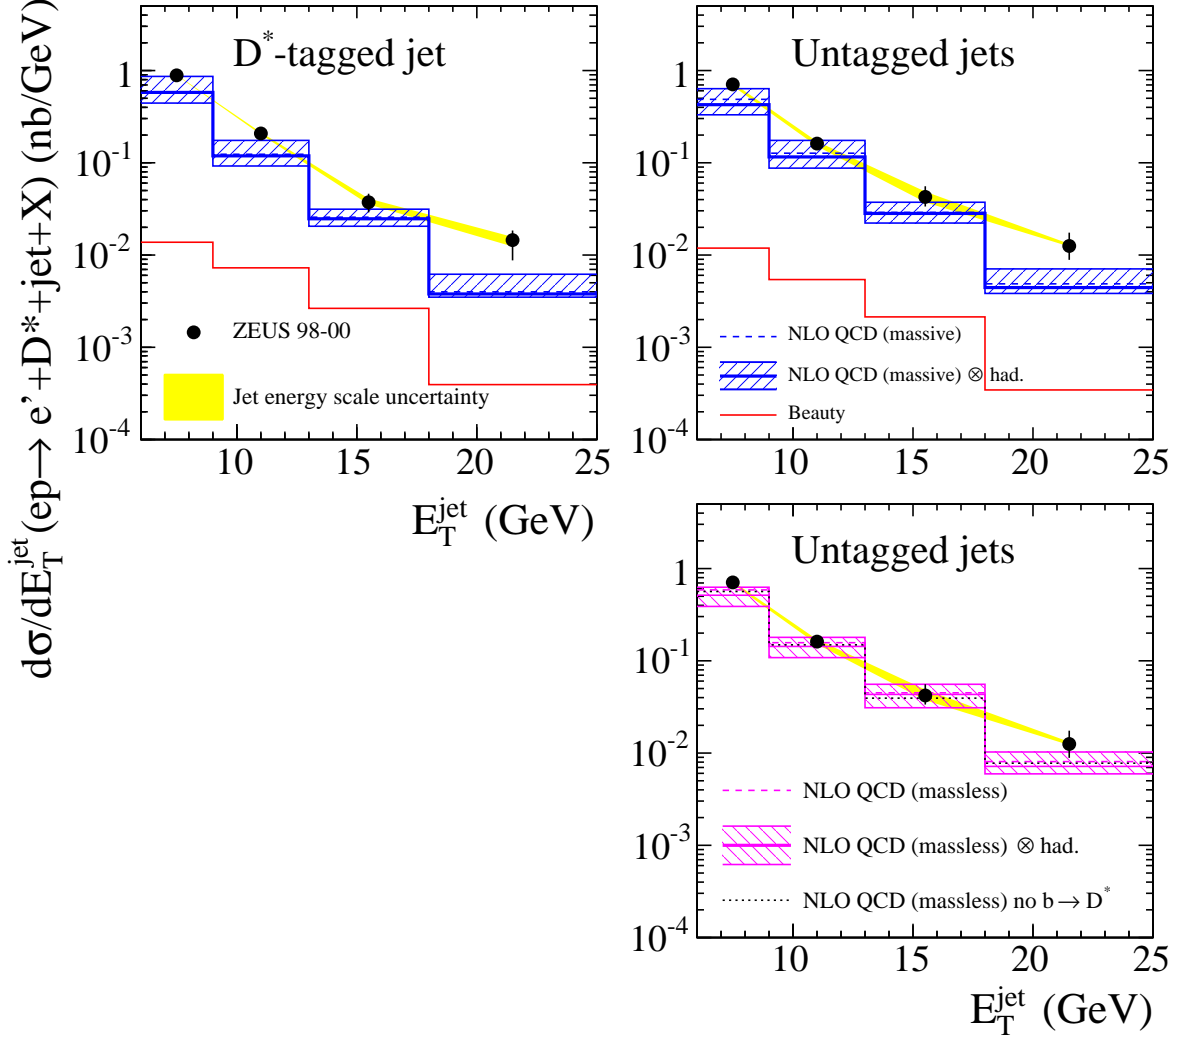 dσ/dE_T^jet (ep→ e’+D*+jet+X) (nb/GeV)
D*-tagged jet
1
10^-1
10^-2
10^-3
10^-4
ZEUS 98-00
Jet energy scale uncertainty
10 15 20 25
E_T^jet (GeV)
Untagged jets
1
10^-1
10^-2
10^-3
10^-4
NLO QCD (massive)
NLO QCD (massive) ⊗ had.
Beauty
10 15 20 25
Untagged jets
1
10^-1
10^-2
10^-3
10^-4
NLO QCD (massless)
NLO QCD (massless) ⊗ had.
NLO QCD (massless) no b → D*
10 15 20 25
E_T^jet (GeV)